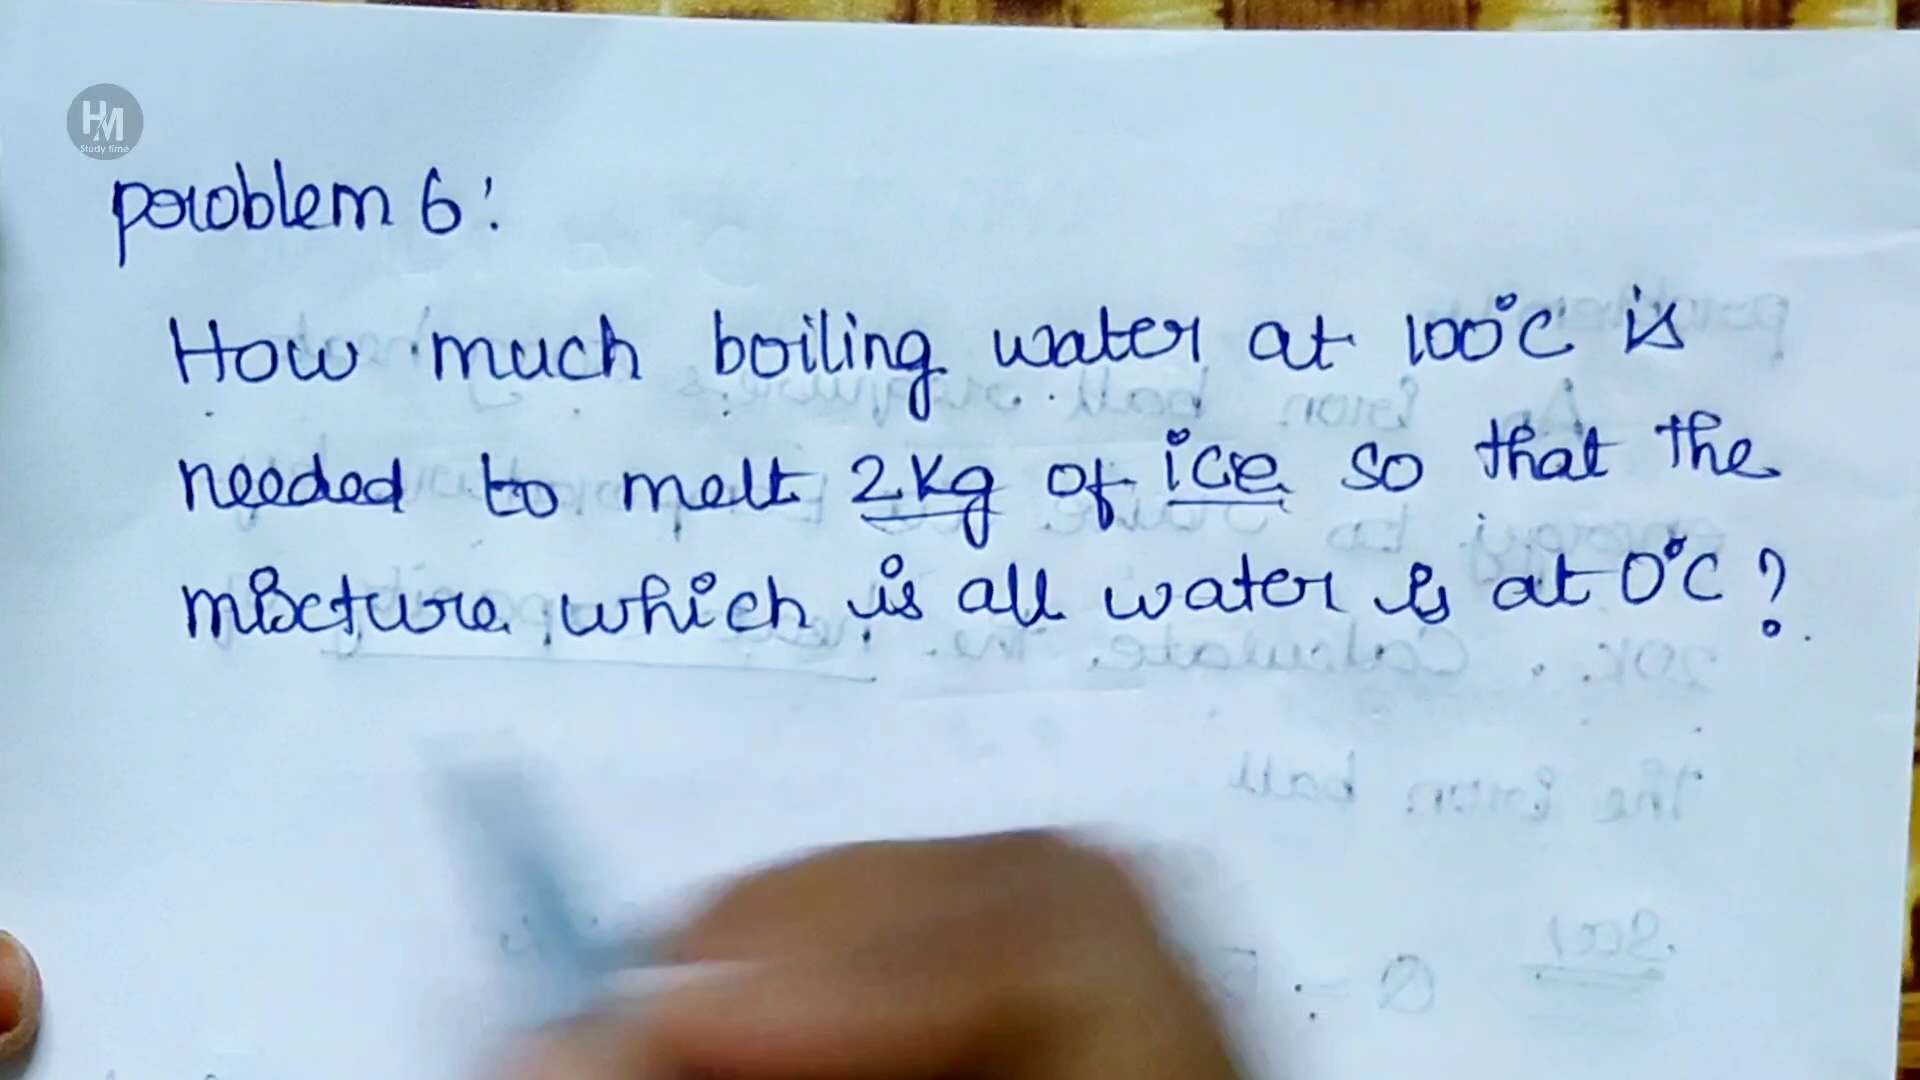 HM
Study time
problem 6:
How much boiling water at 100°C is
needed to melt 2kg of ice so that the
mixture which is all water is at 0°C?